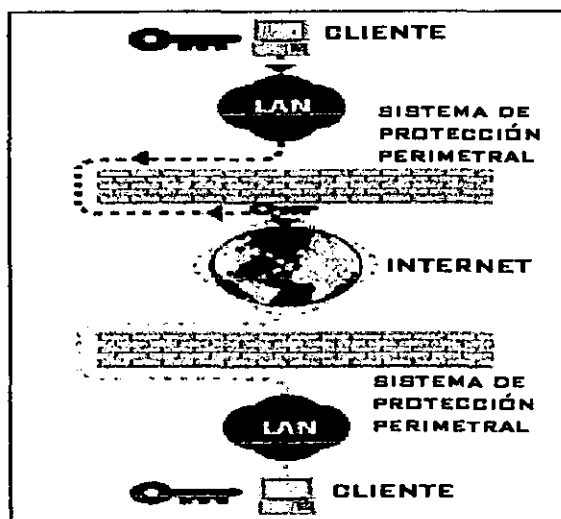 CLIENTE
LAN
SISTEMA DE
PROTECCIÓN
PERIMETRAL
INTERNET
SISTEMA DE
PROTECCIÓN
PERIMETRAL
LAN
CLIENTE